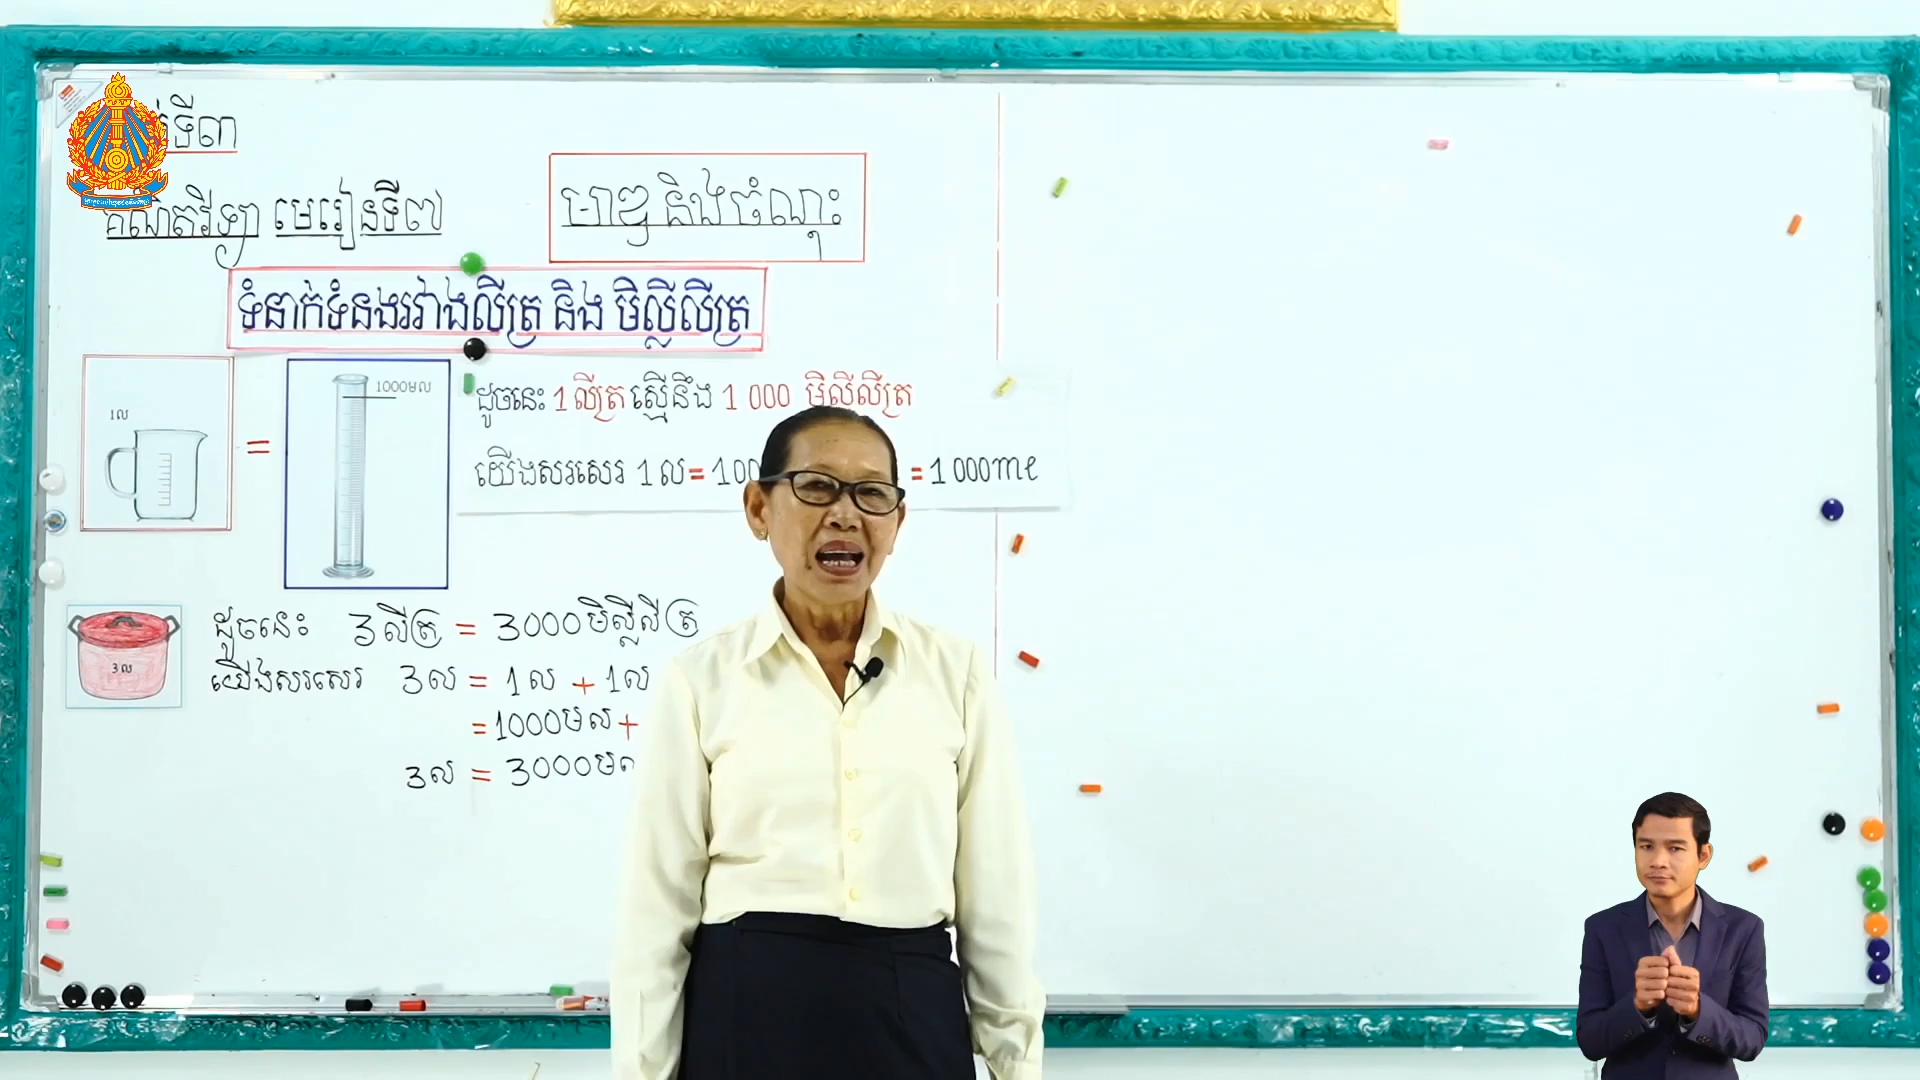 ទី៣
គណិតវិទ្យា មេរៀនទី៧
មាឌ និងចំណុះ
ទំនាក់ទំនងរវាងលីត្រ និង មិល្លីលីត្រ
1ល
=
1000មល
ដូចនេះ 1លីត្រ ស្មើនឹង 1 000 មិលីលីត្រ
យើងសរសេរ 1ល= 100 = 1 000ml
3ល
ដូចនេះ 3លីត្រ = 3000មិល្លីលីត្រ
យើងសរសេរ 3ល = 1ល + 1ល
=1000មល+
3ល = 3000មល